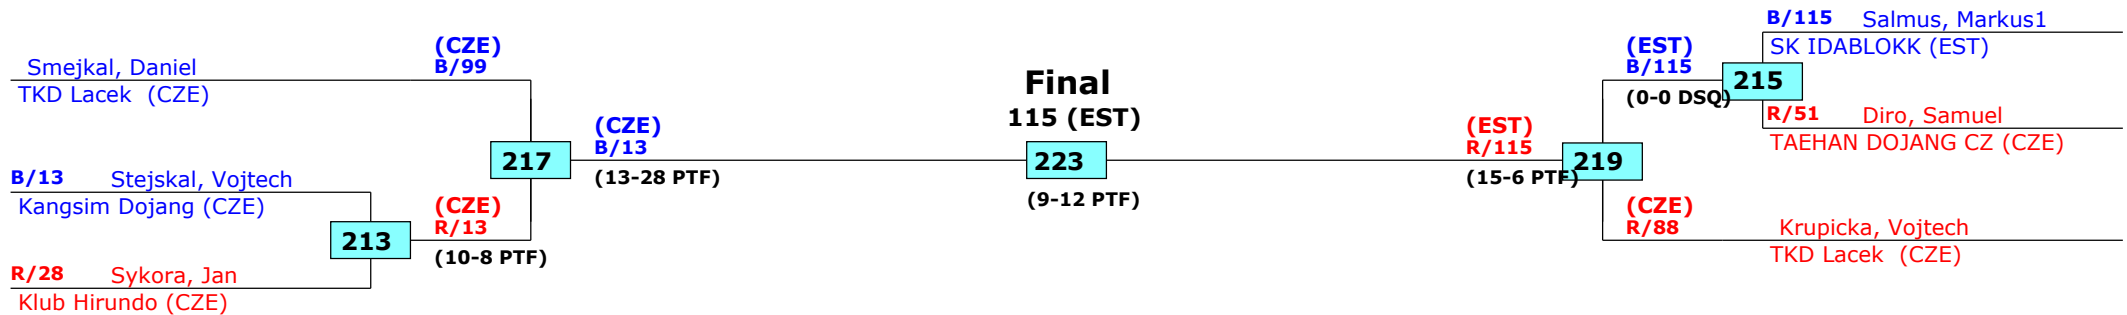 Smejkal, Daniel
TKD Lacek (CZE)
(CZE)
B/99
B/13 Stejskal, Vojtech
Kangsim Dojang (CZE)
213
R/28 Sykora, Jan
Klub Hirundo (CZE)
(CZE)
R/13
(10-8 PTF)
217
(CZE)
B/13
(13-28 PTF)
Final
115 (EST)
223
(9-12 PTF)
(EST)
R/115
(15-6 PTF)
219
(EST)
B/115
(0-0 DSQ)
215
B/115 Salmus, Markus1
SK IDABLOKK (EST)
R/51 Diro, Samuel
TAEHAN DOJANG CZ (CZE)
(CZE)
R/88
Krupicka, Vojtech
TKD Lacek (CZE)